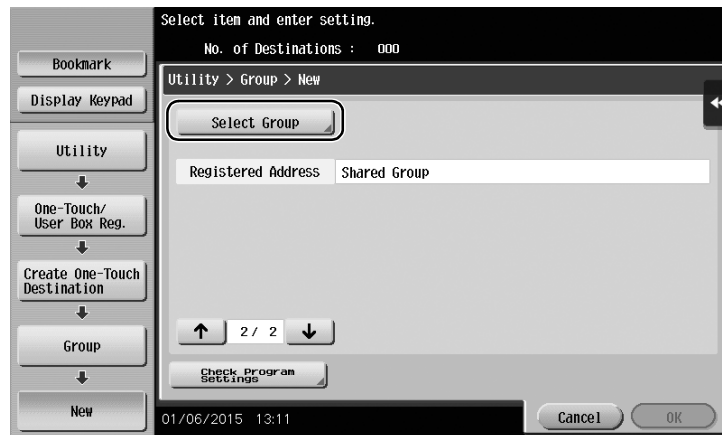 Select item and enter setting.
No. of Destinations : 000
Bookmark
Display Keypad
Utility
One-Touch/
User Box Reg.
Create One-Touch
Destination
Group
New
Utility > Group > New
Select Group
Registered Address Shared Group
2/ 2
Check Program
Settings
01/06/2015 13:11
Cancel
OK